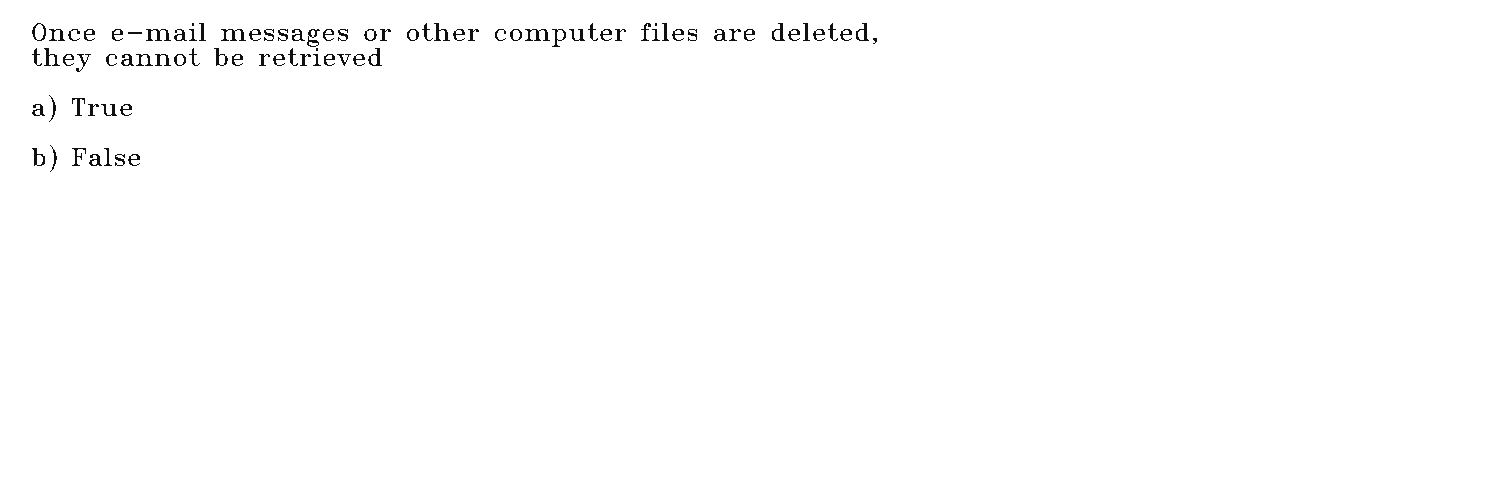 Once e-mail messages or other computer files are deleted,
they cannot be retrieved
a) True
b) False